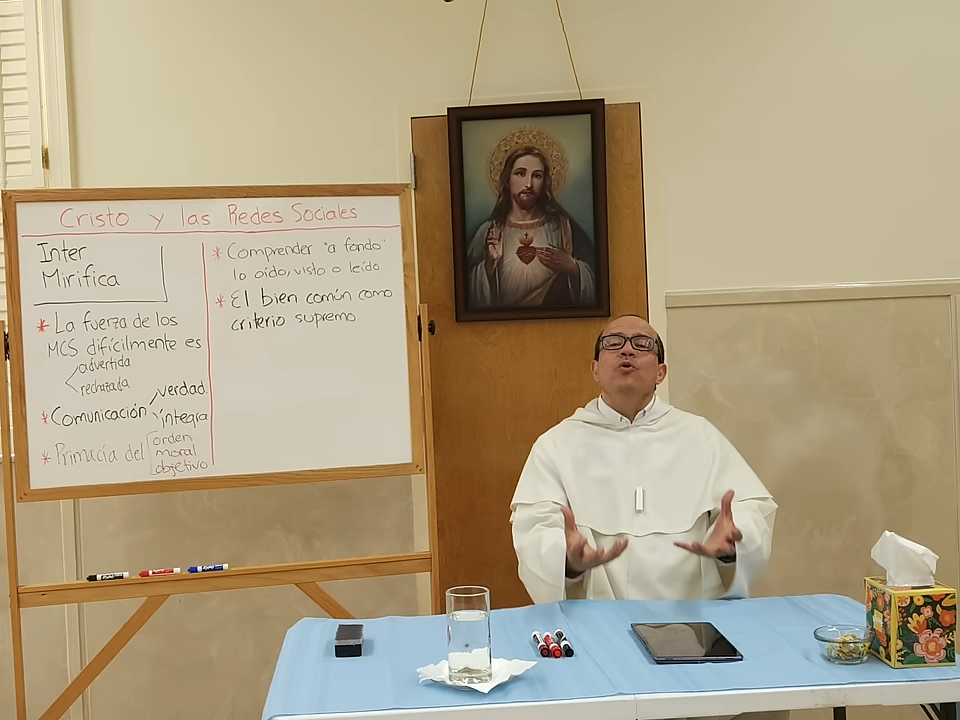 Cristo y las Redes Sociales
Inter
Mirifica
* La fuerza de los
MCS difícilmente es
advertida
rechazada
* Comunicación
verdad.
íntegra
* Primacía del
orden
moral
objetivo
* Comprender "a fondo"
lo oído, visto o leído.
* El bien común como
criterio supremo